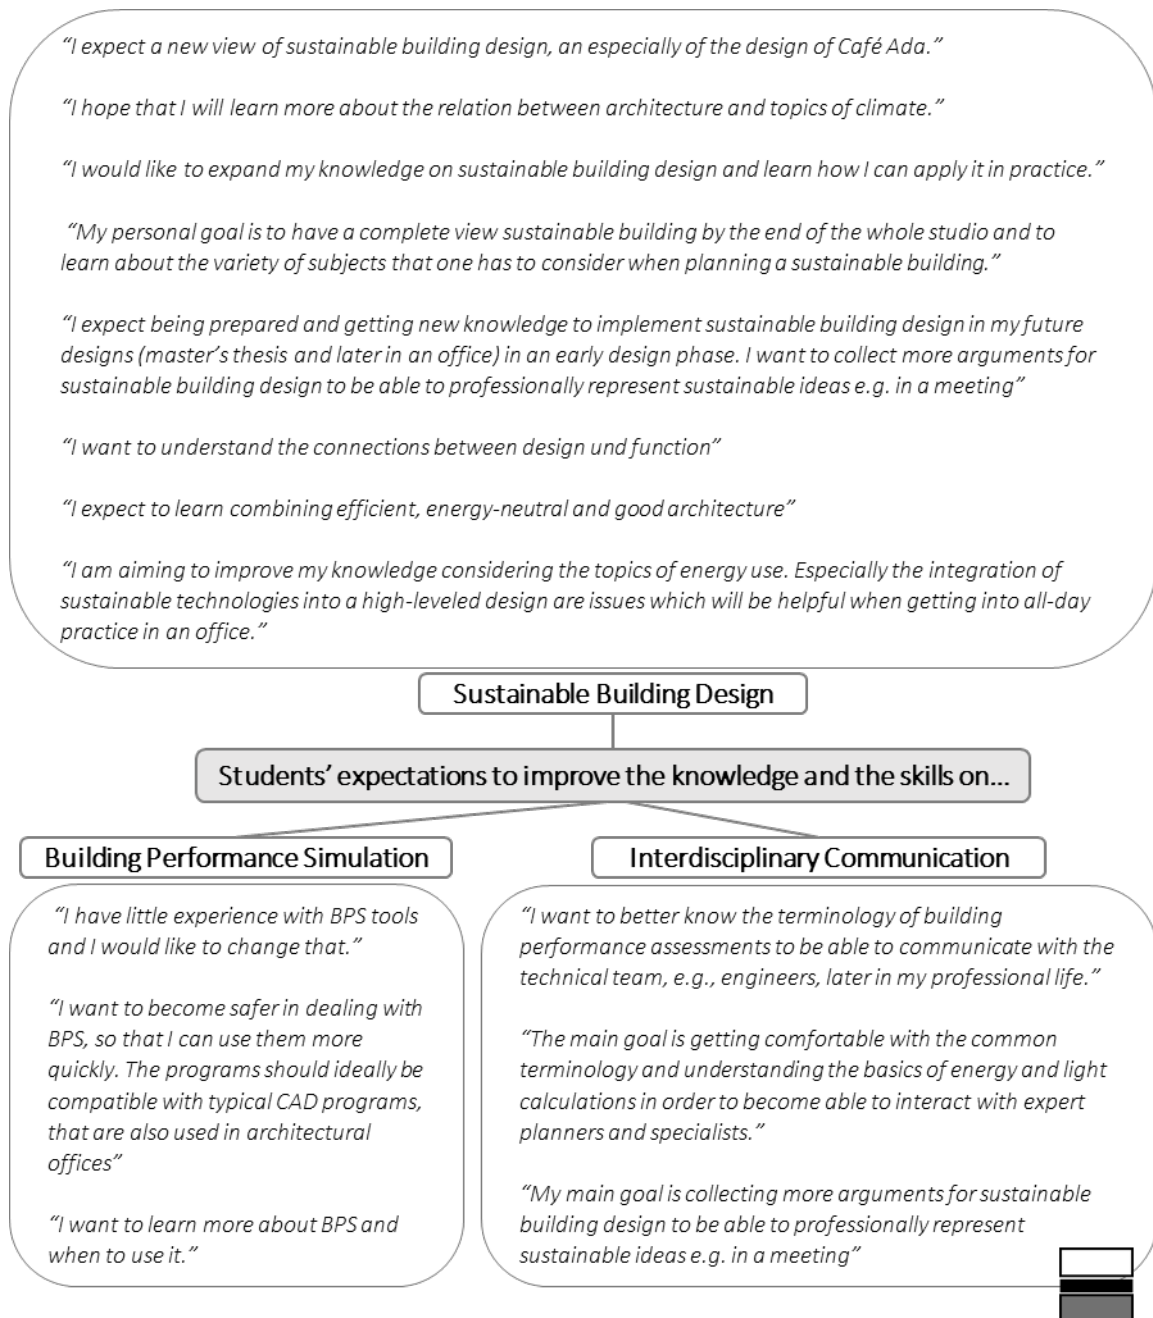 “I expect a new view of sustainable building design, an especially of the design of Café Ada.”
“I hope that I will learn more about the relation between architecture and topics of climate.”
“I would like to expand my knowledge on sustainable building design and learn how I can apply it in practice.”
“My personal goal is to have a complete view sustainable building by the end of the whole studio and to
learn about the variety of subjects that one has to consider when planning a sustainable building.”
“I expect being prepared and getting new knowledge to implement sustainable building design in my future
designs (master’s thesis and later in an office) in an early design phase. I want to collect more arguments for
sustainable building design to be able to professionally represent sustainable ideas e.g. in a meeting”
“I want to understand the connections between design und function”
“I expect to learn combining efficient, energy-neutral and good architecture”
“I am aiming to improve my knowledge considering the topics of energy use. Especially the integration of
sustainable technologies into a high-leveled design are issues which will be helpful when getting into all-day
practice in an office.”
Sustainable Building Design
Students’ expectations to improve the knowledge and the skills on...
Building Performance Simulation
“I have little experience with BPS tools
and I would like to change that.”
“I want to become safer in dealing with
BPS, so that I can use them more
quickly. The programs should ideally be
compatible with typical CAD programs,
that are also used in architectural
offices”
“I want to learn more about BPS and
when to use it.”
Interdisciplinary Communication
“I want to better know the terminology of building
performance assessments to be able to communicate with the
technical team, e.g., engineers, later in my professional life.”
“The main goal is getting comfortable with the common
terminology and understanding the basics of energy and light
calculations in order to become able to interact with expert
planners and specialists.”
“My main goal is collecting more arguments for sustainable
building design to be able to professionally represent
sustainable ideas e.g. in a meeting”